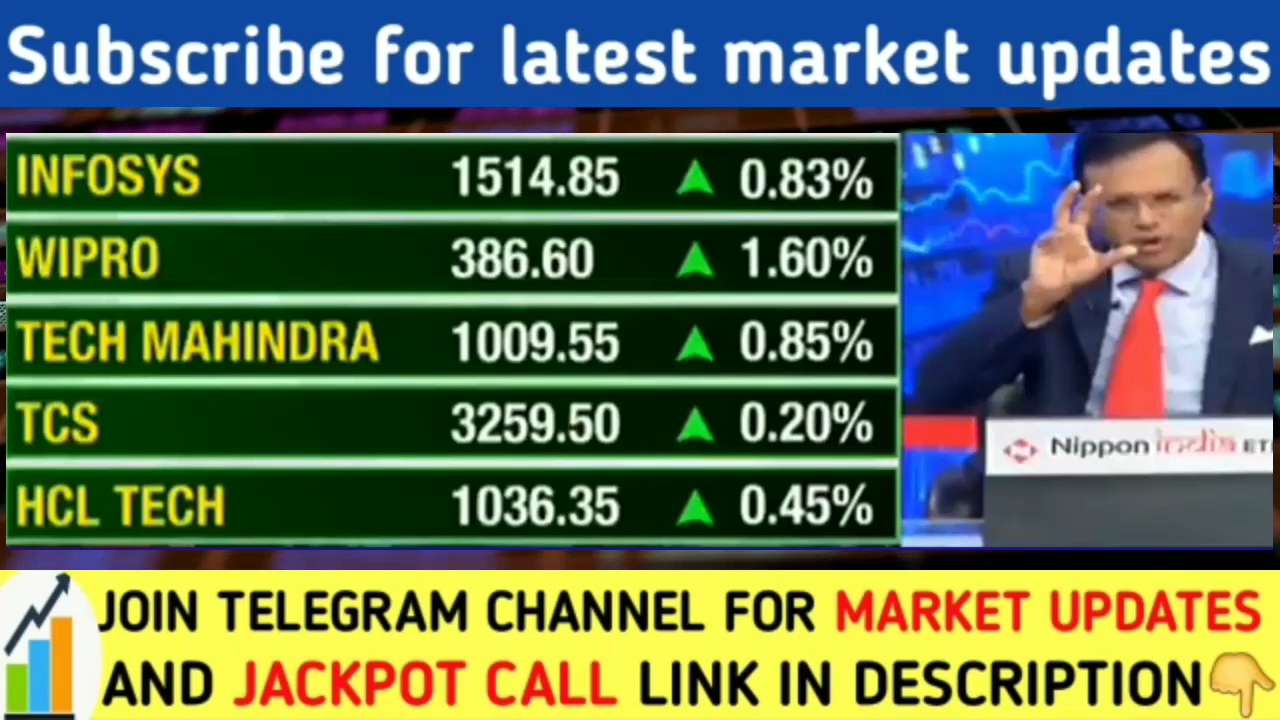 Subscribe for latest market updates
INFOSYS 1514.85 ▲ 0.83%
WIPRO 386.60 ▲ 1.60%
TECH MAHINDRA 1009.55 ▲ 0.85%
TCS 3259.50 ▲ 0.20%
HCL TECH 1036.35 ▲ 0.45%
Nippon india ET
JOIN TELEGRAM CHANNEL FOR MARKET UPDATES
AND JACKPOT CALL LINK IN DESCRIPTION👇